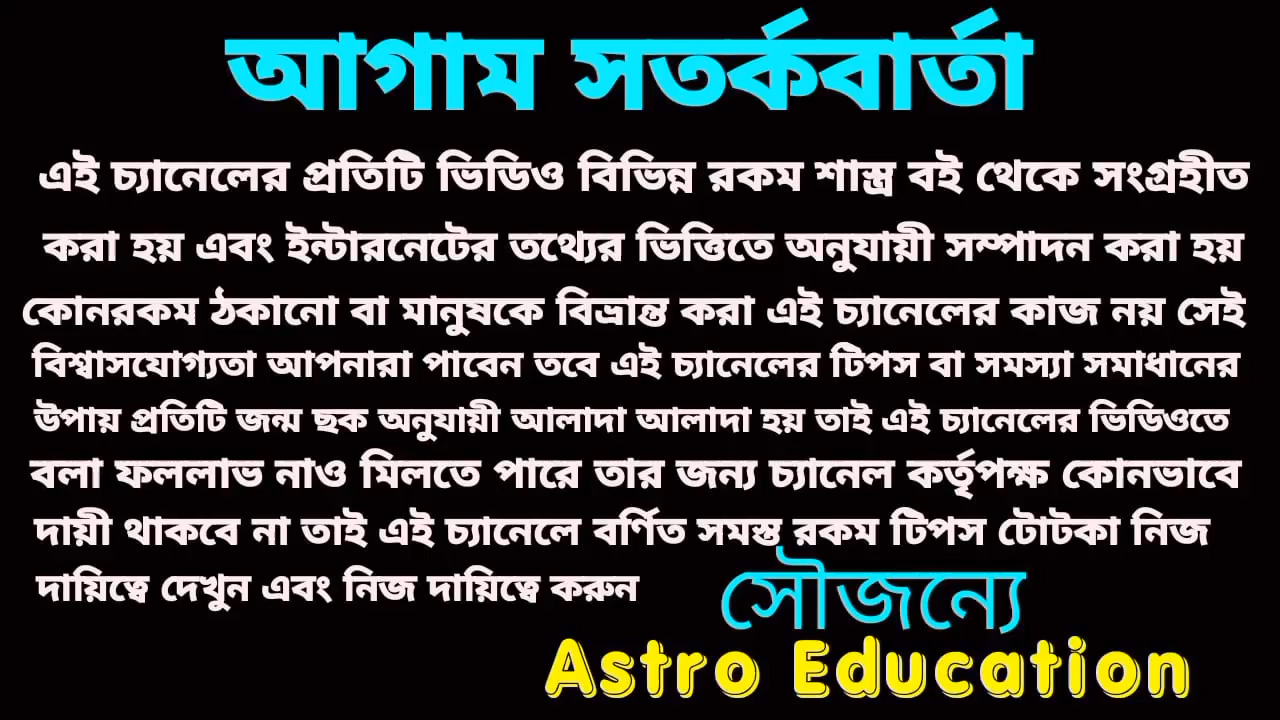 আগাম সতর্কবার্তা
এই চ্যানেলের প্রতিটি ভিডিও বিভিন্ন রকম শাস্ত্র বই থেকে সংগ্রহীত
করা হয় এবং ইন্টারনেটের তথ্যের ভিত্তিতে অনুযায়ী সম্পাদন করা হয়
কোনরকম ঠকানো বা মানুষকে বিভ্রান্ত করা এই চ্যানেলের কাজ নয় সেই
বিশ্বাসযোগ্যতা আপনারা পাবেন তবে এই চ্যানেলের টিপস বা সমস্যা সমাধানের
উপায় প্রতিটি জন্ম ছক অনুযায়ী আলাদা আলাদা হয় তাই এই চ্যানেলের ভিডিওতে
বলা ফললাভ নাও মিলতে পারে তার জন্য চ্যানেল কর্তৃপক্ষ কোনভাবে
দায়ী থাকবে না তাই এই চ্যানেলে বর্ণিত সমস্ত রকম টিপস টোটকা নিজ
দায়িত্বে দেখুন এবং নিজ দায়িত্বে করুন
সৌজন্যে
Astro Education